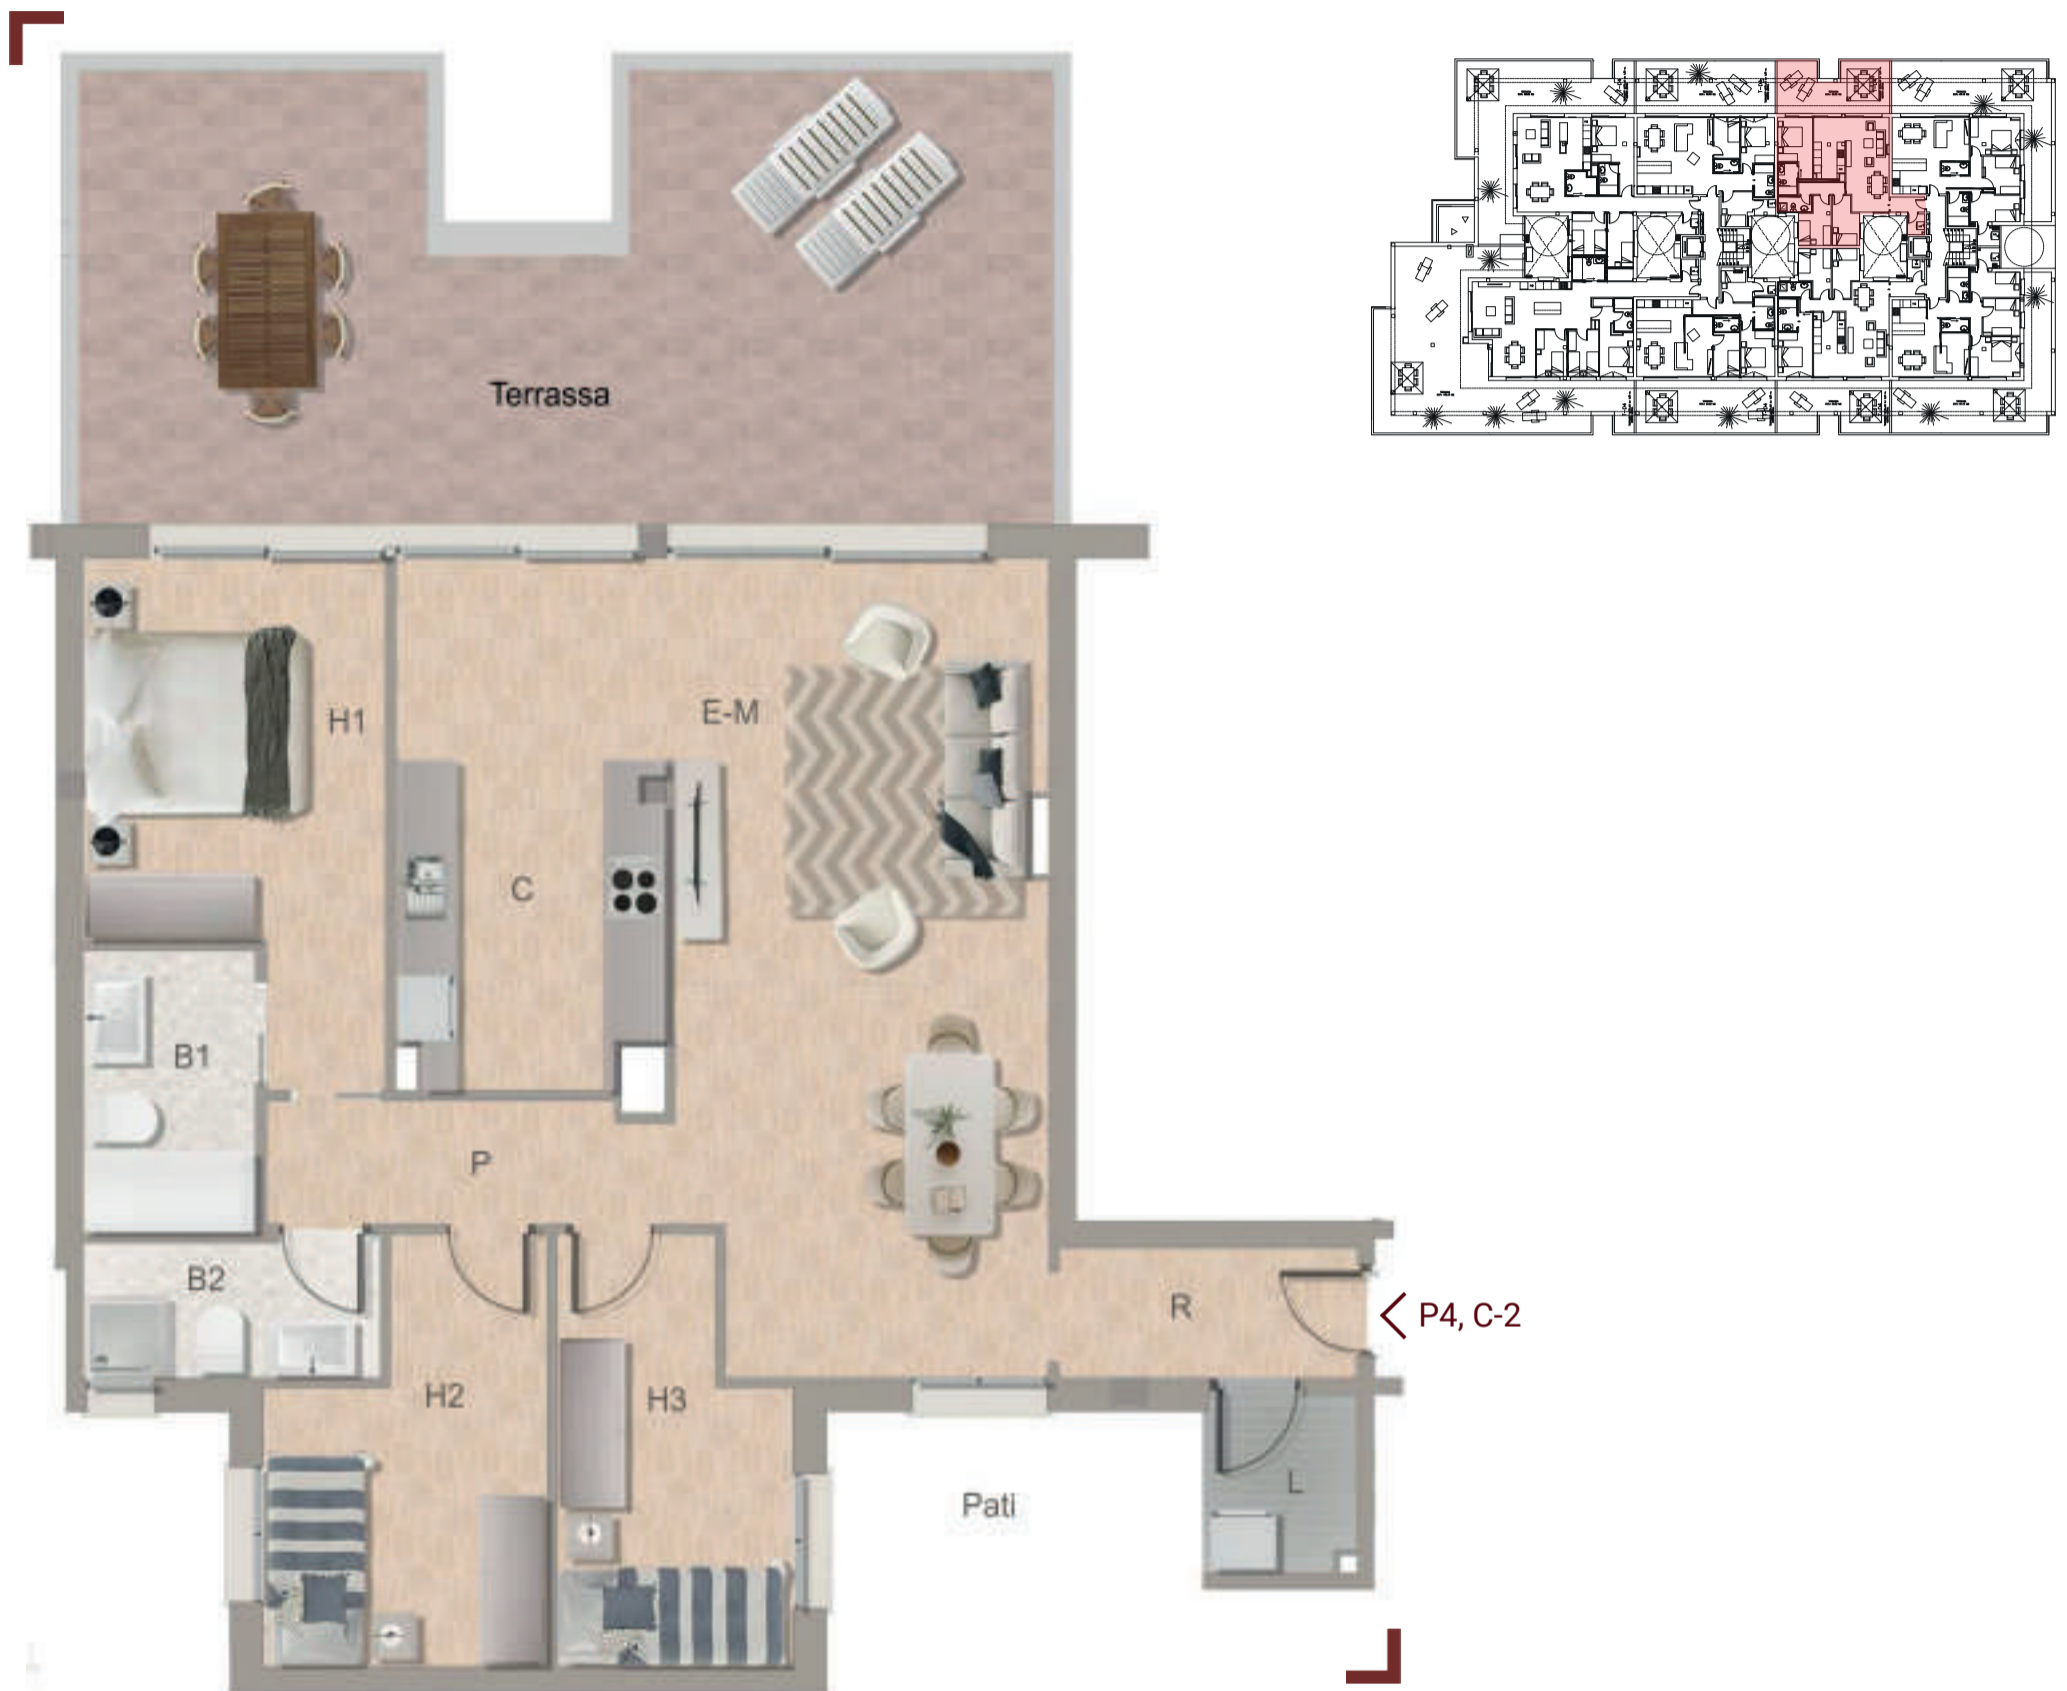 Terrassa
H1
E-M
C
B1
P
B2
R
P4, C-2
H2
H3
L
Pati